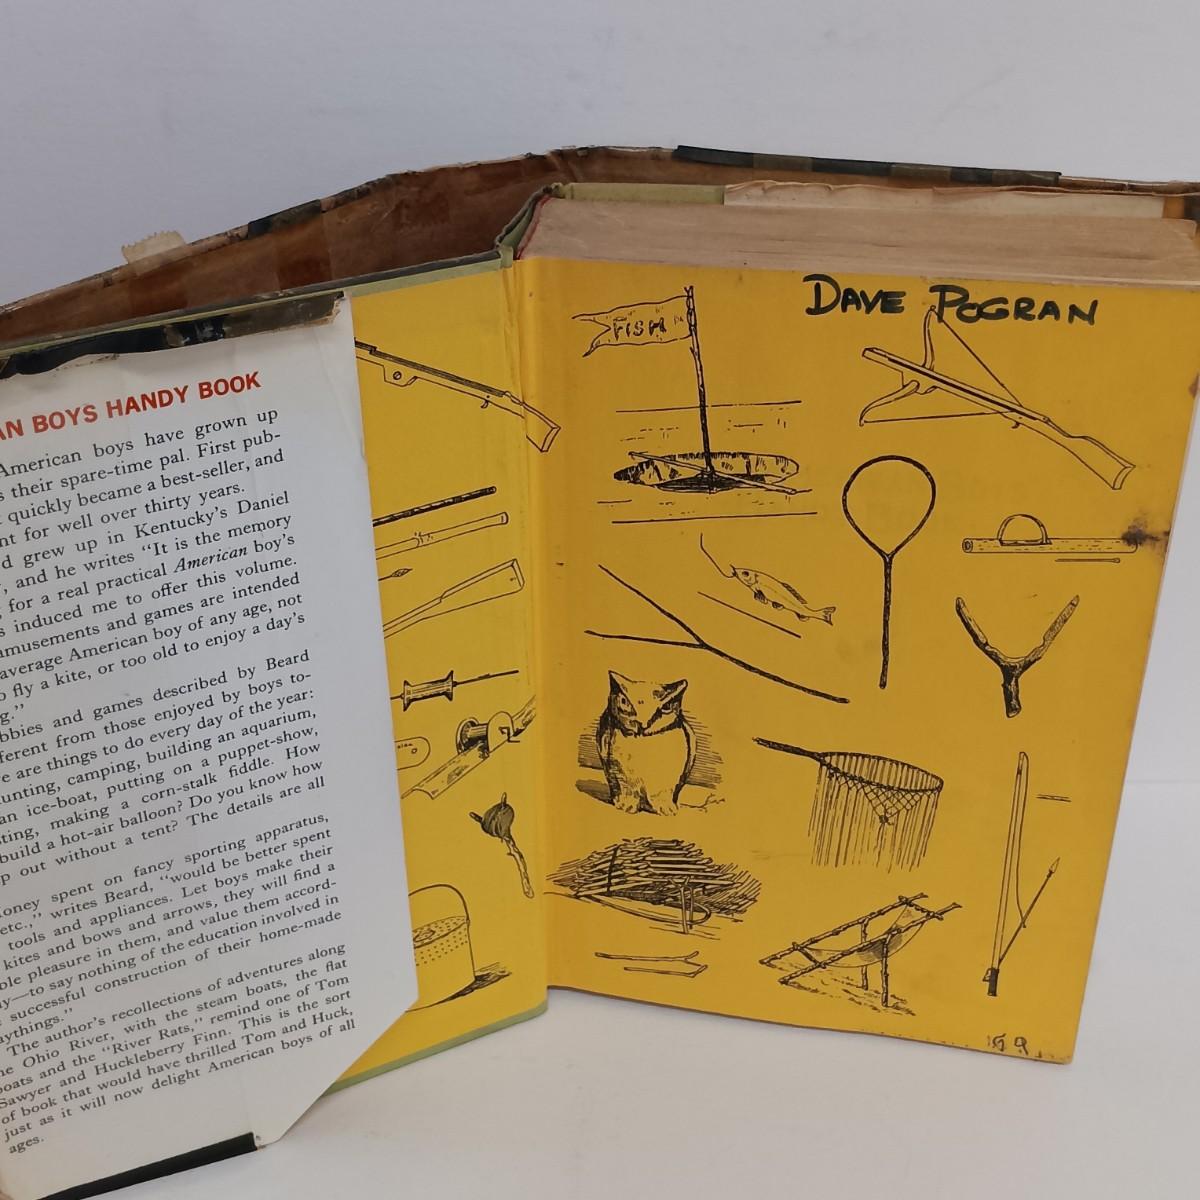 AN BOYS HANDY BOOK
American boys have grown up
s their spare-time pal. First pub-
t quickly became a best-seller, and
nt for well over thirty years.
d grew up in Kentucky's Daniel
, and he writes "It is the memory
g for a real practical American boy's
s induced me to offer this volume.
amusements and games are intended
average American boy of any age, not
o fly a kite, or too old to enjoy a day's
g."
bbies and games described by Beard
fferent from those enjoyed by boys to-
re are things to do every day of the year:
unting, camping, building an aquarium,
an ice-boat, putting on a puppet-show,
sting, making a corn-stalk fiddle. How
build a hot-air balloon? Do you know how
p out without a tent? The details are all
oney spent on fancy sporting apparatus,
etc.," writes Beard, "would be better spent
tools and appliances. Let boys make their
kites and bows and arrows, they will find a
ble pleasure in them, and value them accord-
ly—to say nothing of the education involved in
successful construction of their home-made
aythings."
The author's recollections of adventures along
he Ohio River, with the steam boats, the flat
boats and the "River Rats," remind one of Tom
Sawyer and Huckleberry Finn. This is the sort
of book that would have thrilled Tom and Huck,
just as it will now delight American boys of all
ages.
DAVE POGRAN
FISH